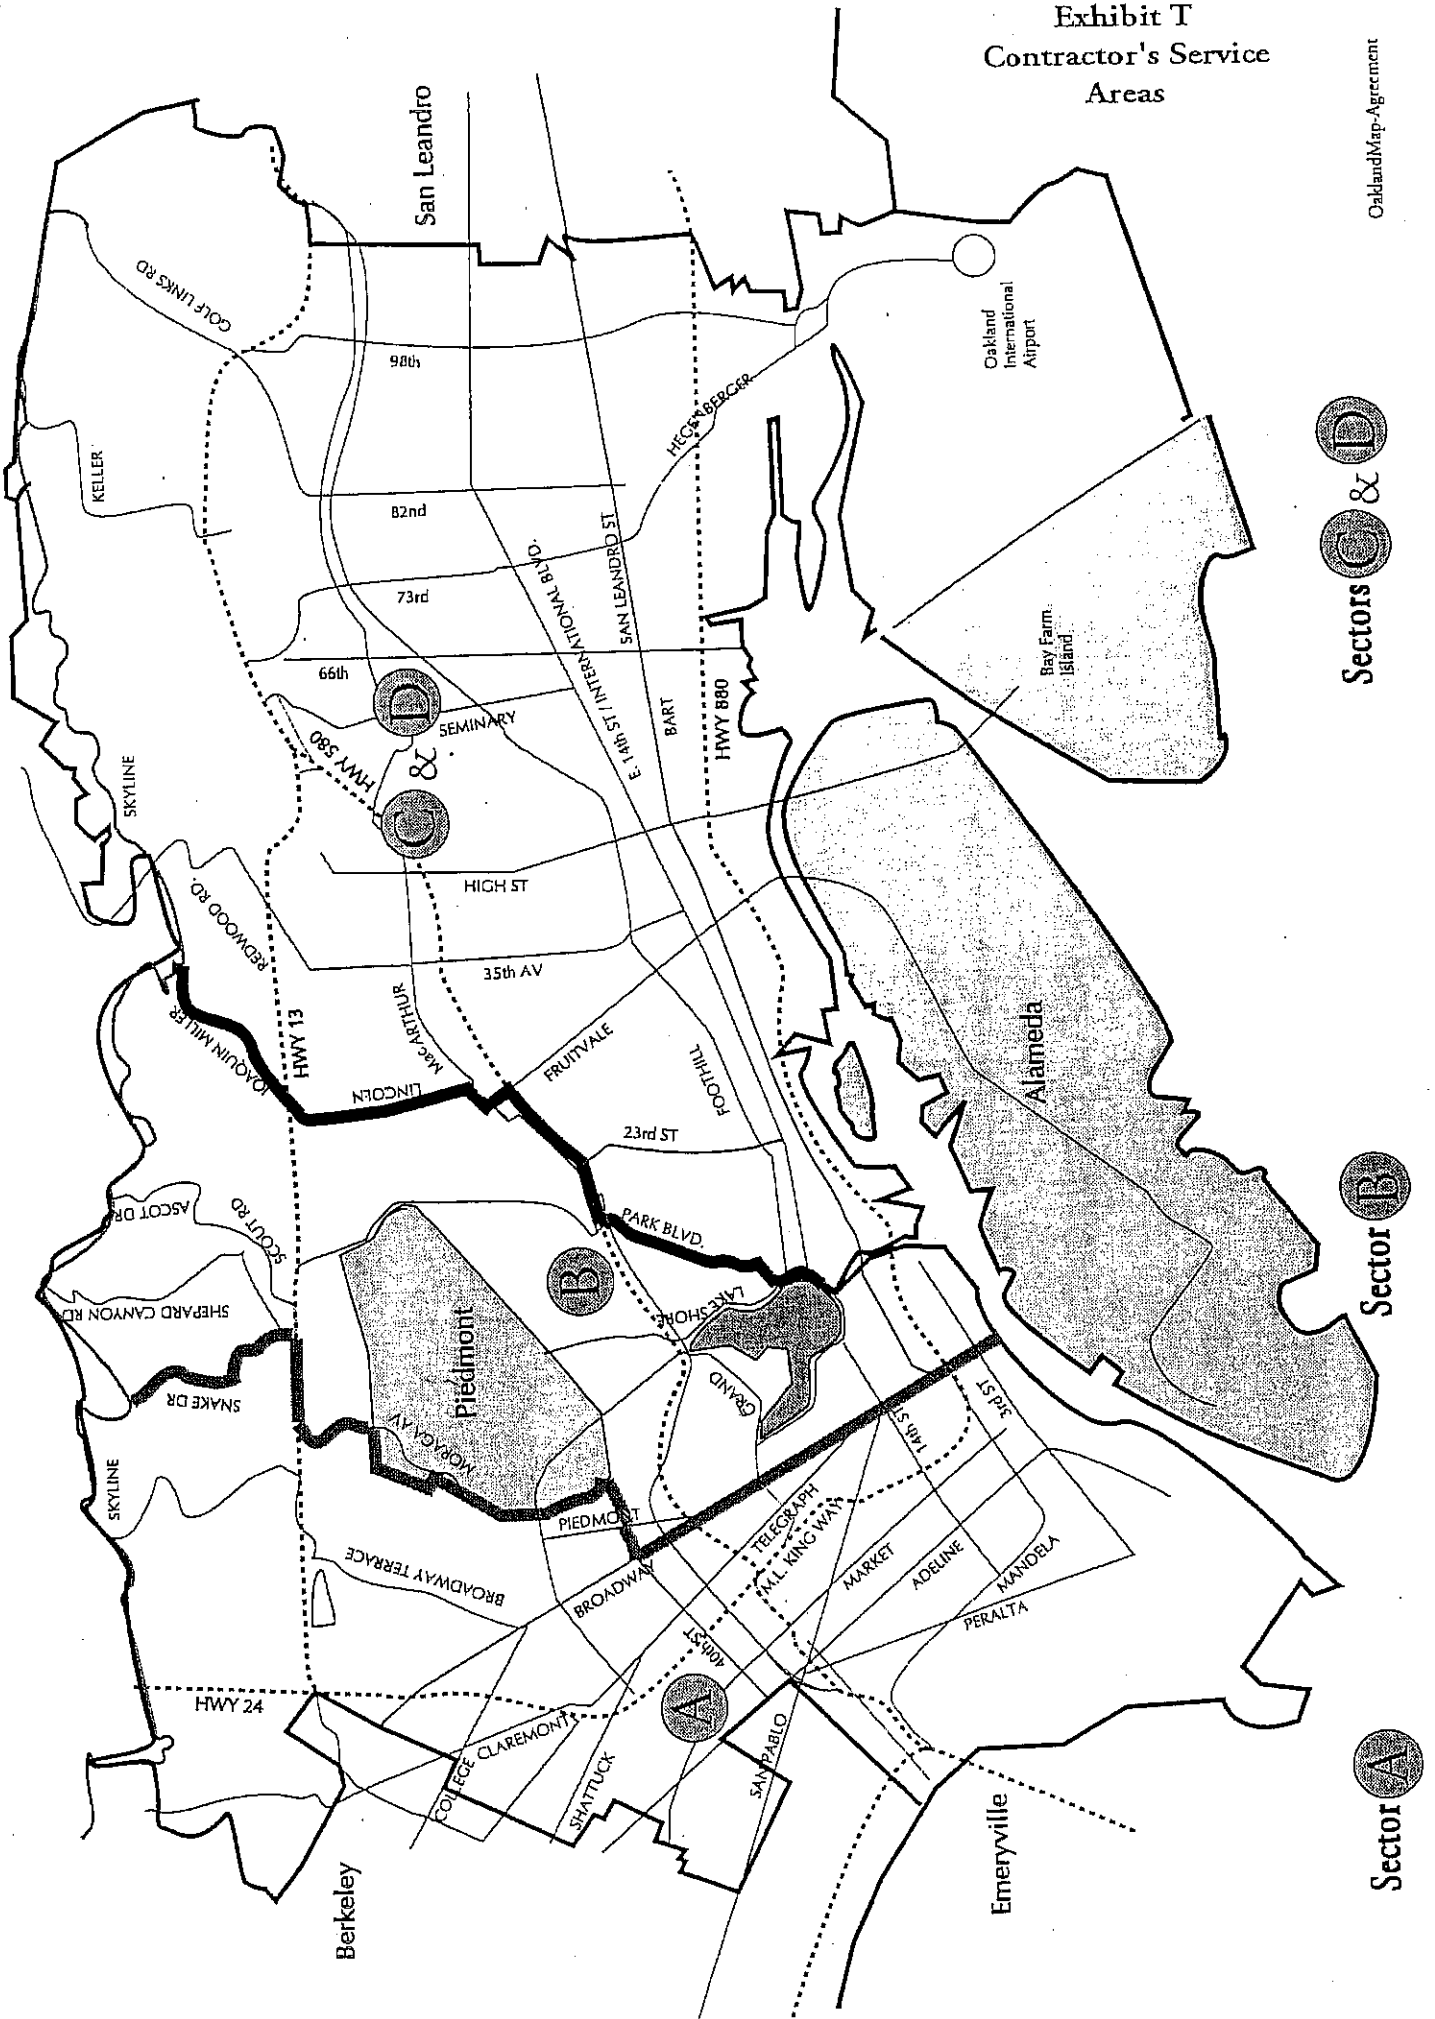 Exhibit T
Contractor's Service
Areas
OaklandMap-Agreement
San Leandro
GOLF LINKS RD
98th
KELLER
HEGENBERGER
Oakland
International
Airport
82nd
73rd
E. 14th ST / INTERNATIONAL BLVD.
SAN LEANDRO ST
66th
C & D
SEMINARY
HWY 580
BART
HWY 880
Bay Farm
Island
SKYLINE
REDWOOD RD.
HIGH ST
35th AV
JOAQUIN MILLER
HWY 13
MacARTHUR
LINCOLN
FRUITVALE
FOOTHILL
23rd ST
Alameda
ASCOT DR
SCOUT RD
SHEPARD CANYON RD
PARK BLVD.
B
LAKE SHORE
Piedmont
SNAKE DR
MORAGA AV
GRAND
14th ST
3rd ST
SKYLINE
PIEDMONT
BROADWAY TERRACE
BROADWAY
TELEGRAPH
M.L. KING WAY
MARKET
ADELINE
MANDELA
PERALTA
40th ST
A
HWY 24
CLAREMONT
COLLEGE
SHATTUCK
SAN PABLO
Berkeley
Emeryville
Sector A
Sector B
Sectors C & D